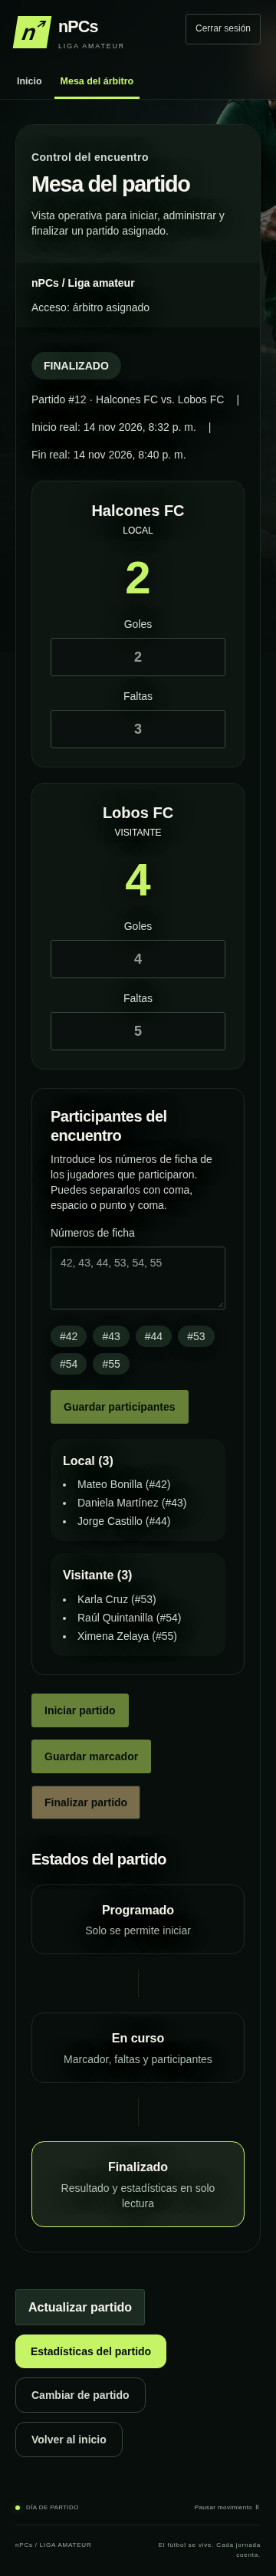 nPCs
LIGA AMATEUR
Cerrar sesión
Inicio
Mesa del árbitro
Control del encuentro
Mesa del partido
Vista operativa para iniciar, administrar y
finalizar un partido asignado.
nPCs / Liga amateur
Acceso: árbitro asignado
FINALIZADO
Partido #12 · Halcones FC vs. Lobos FC |
Inicio real: 14 nov 2026, 8:32 p. m. |
Fin real: 14 nov 2026, 8:40 p. m.
Halcones FC
LOCAL
2
Goles
2
Faltas
3
Lobos FC
VISITANTE
4
Goles
4
Faltas
5
Participantes del
encuentro
Introduce los números de ficha de
los jugadores que participaron.
Puedes separarlos con coma,
espacio o punto y coma.
Números de ficha
42, 43, 44, 53, 54, 55
#42 #43 #44 #53
#54 #55
Guardar participantes
Local (3)
• Mateo Bonilla (#42)
• Daniela Martínez (#43)
• Jorge Castillo (#44)
Visitante (3)
• Karla Cruz (#53)
• Raúl Quintanilla (#54)
• Ximena Zelaya (#55)
Iniciar partido
Guardar marcador
Finalizar partido
Estados del partido
Programado
Solo se permite iniciar
En curso
Marcador, faltas y participantes
Finalizado
Resultado y estadísticas en solo
lectura
Actualizar partido
Estadísticas del partido
Cambiar de partido
Volver al inicio
DÍA DE PARTIDO
Pausar movimiento
nPCs / LIGA AMATEUR
El fútbol se vive. Cada jornada
cuenta.